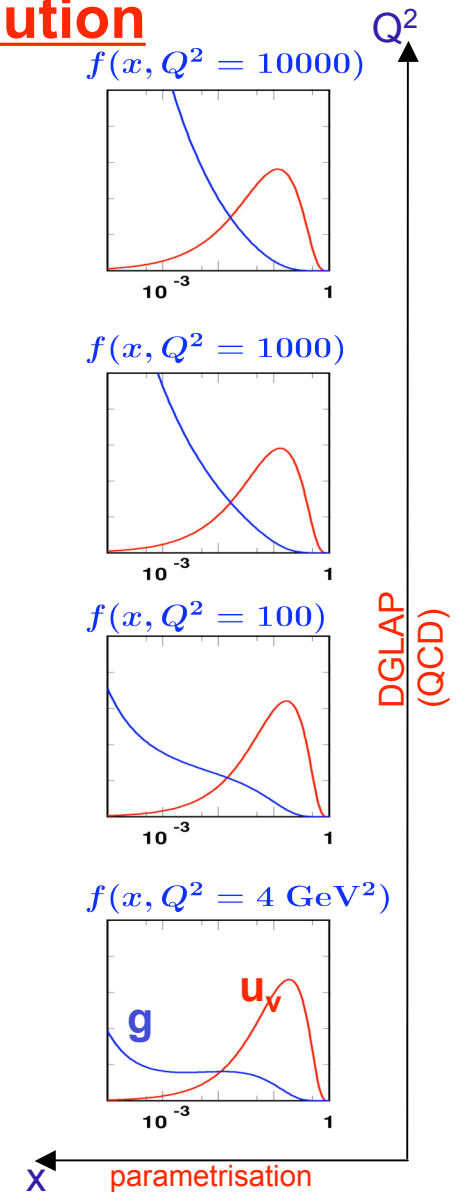 ution
Q²
f(x, Q² = 10000)
10 -3 1
f(x, Q² = 1000)
10 -3 1
f(x, Q² = 100)
10 -3 1
DGLAP
(QCD)
f(x, Q² = 4 GeV²)
g
uv
10 -3 1
x
parametrisation